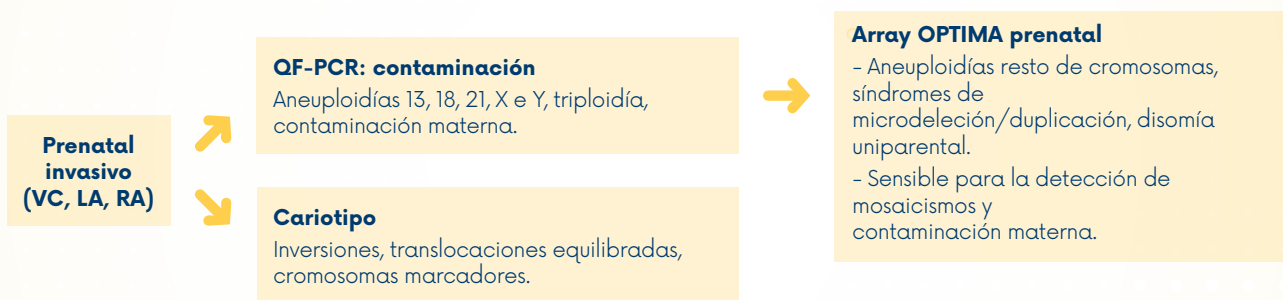 Prenatal
invasivo
(VC, LA, RA)
QF-PCR: contaminación
Aneuploidías 13, 18, 21, X e Y, triploidía,
contaminación materna.
Cariotipo
Inversiones, translocaciones equilibradas,
cromosomas marcadores.
Array OPTIMA prenatal
- Aneuploidías resto de cromosomas,
síndromes de
microdeleción/duplicación, disomía
uniparental.
- Sensible para la detección de
mosaicismos y
contaminación materna.